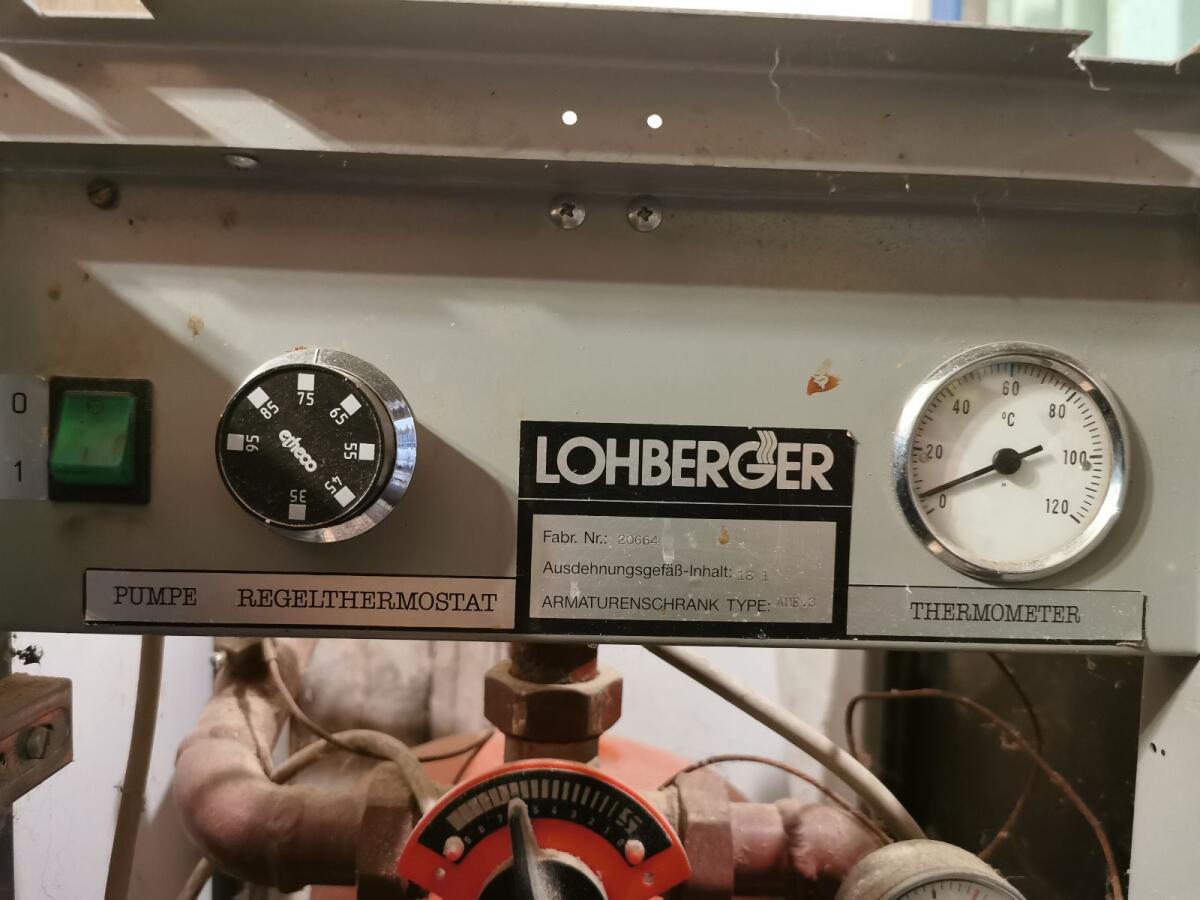 0
1
75
85
65
95
55
45
35
etheco
PUMPE
REGELTHERMOSTAT
LOHBERGER
Fabr. Nr.: 20664
Ausdehnungsgefäß-Inhalt: 18 l
ARMATURENSCHRANK TYPE:
60
40
80
°C
20
100
0
120
THERMOMETER